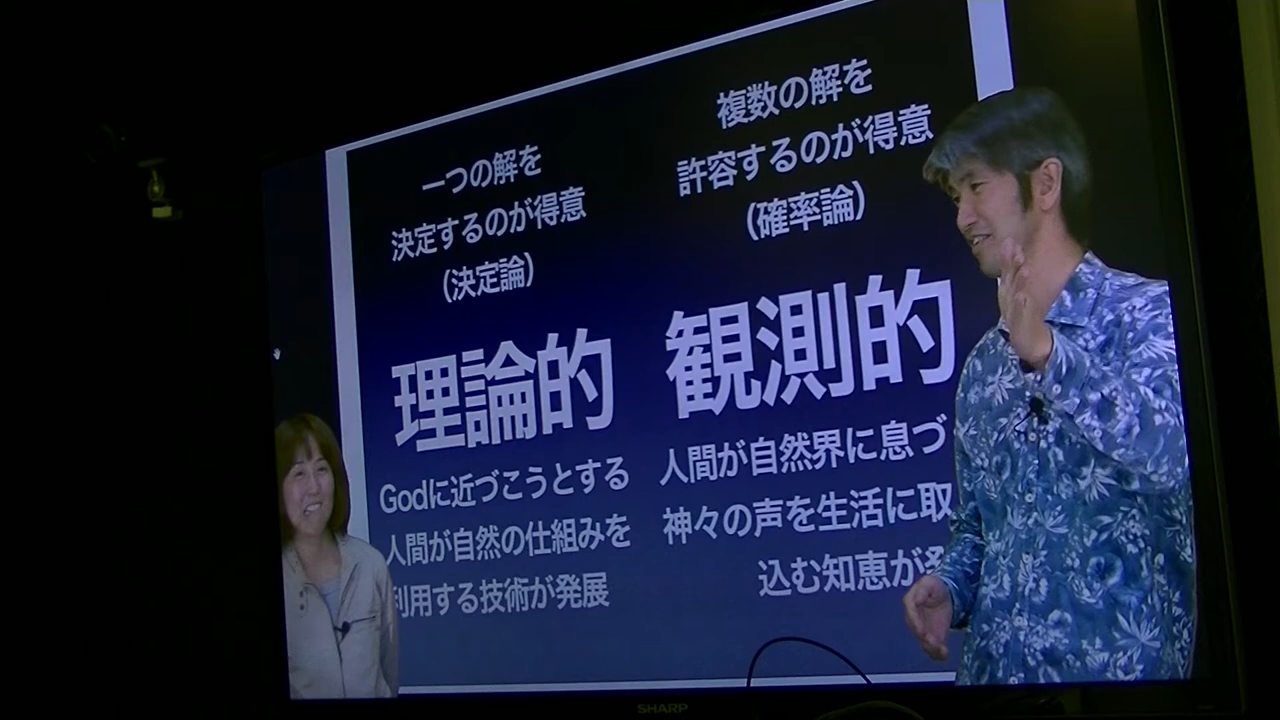 一つの解を
決定するのが得意
(決定論)
理論的
Godに近づこうとする
人間が自然の仕組みを
利用する技術が発展
複数の解を
許容するのが得意
(確率論)
観測的
人間が自然界に息づ
神々の声を生活に取
込む知恵が
SHARP